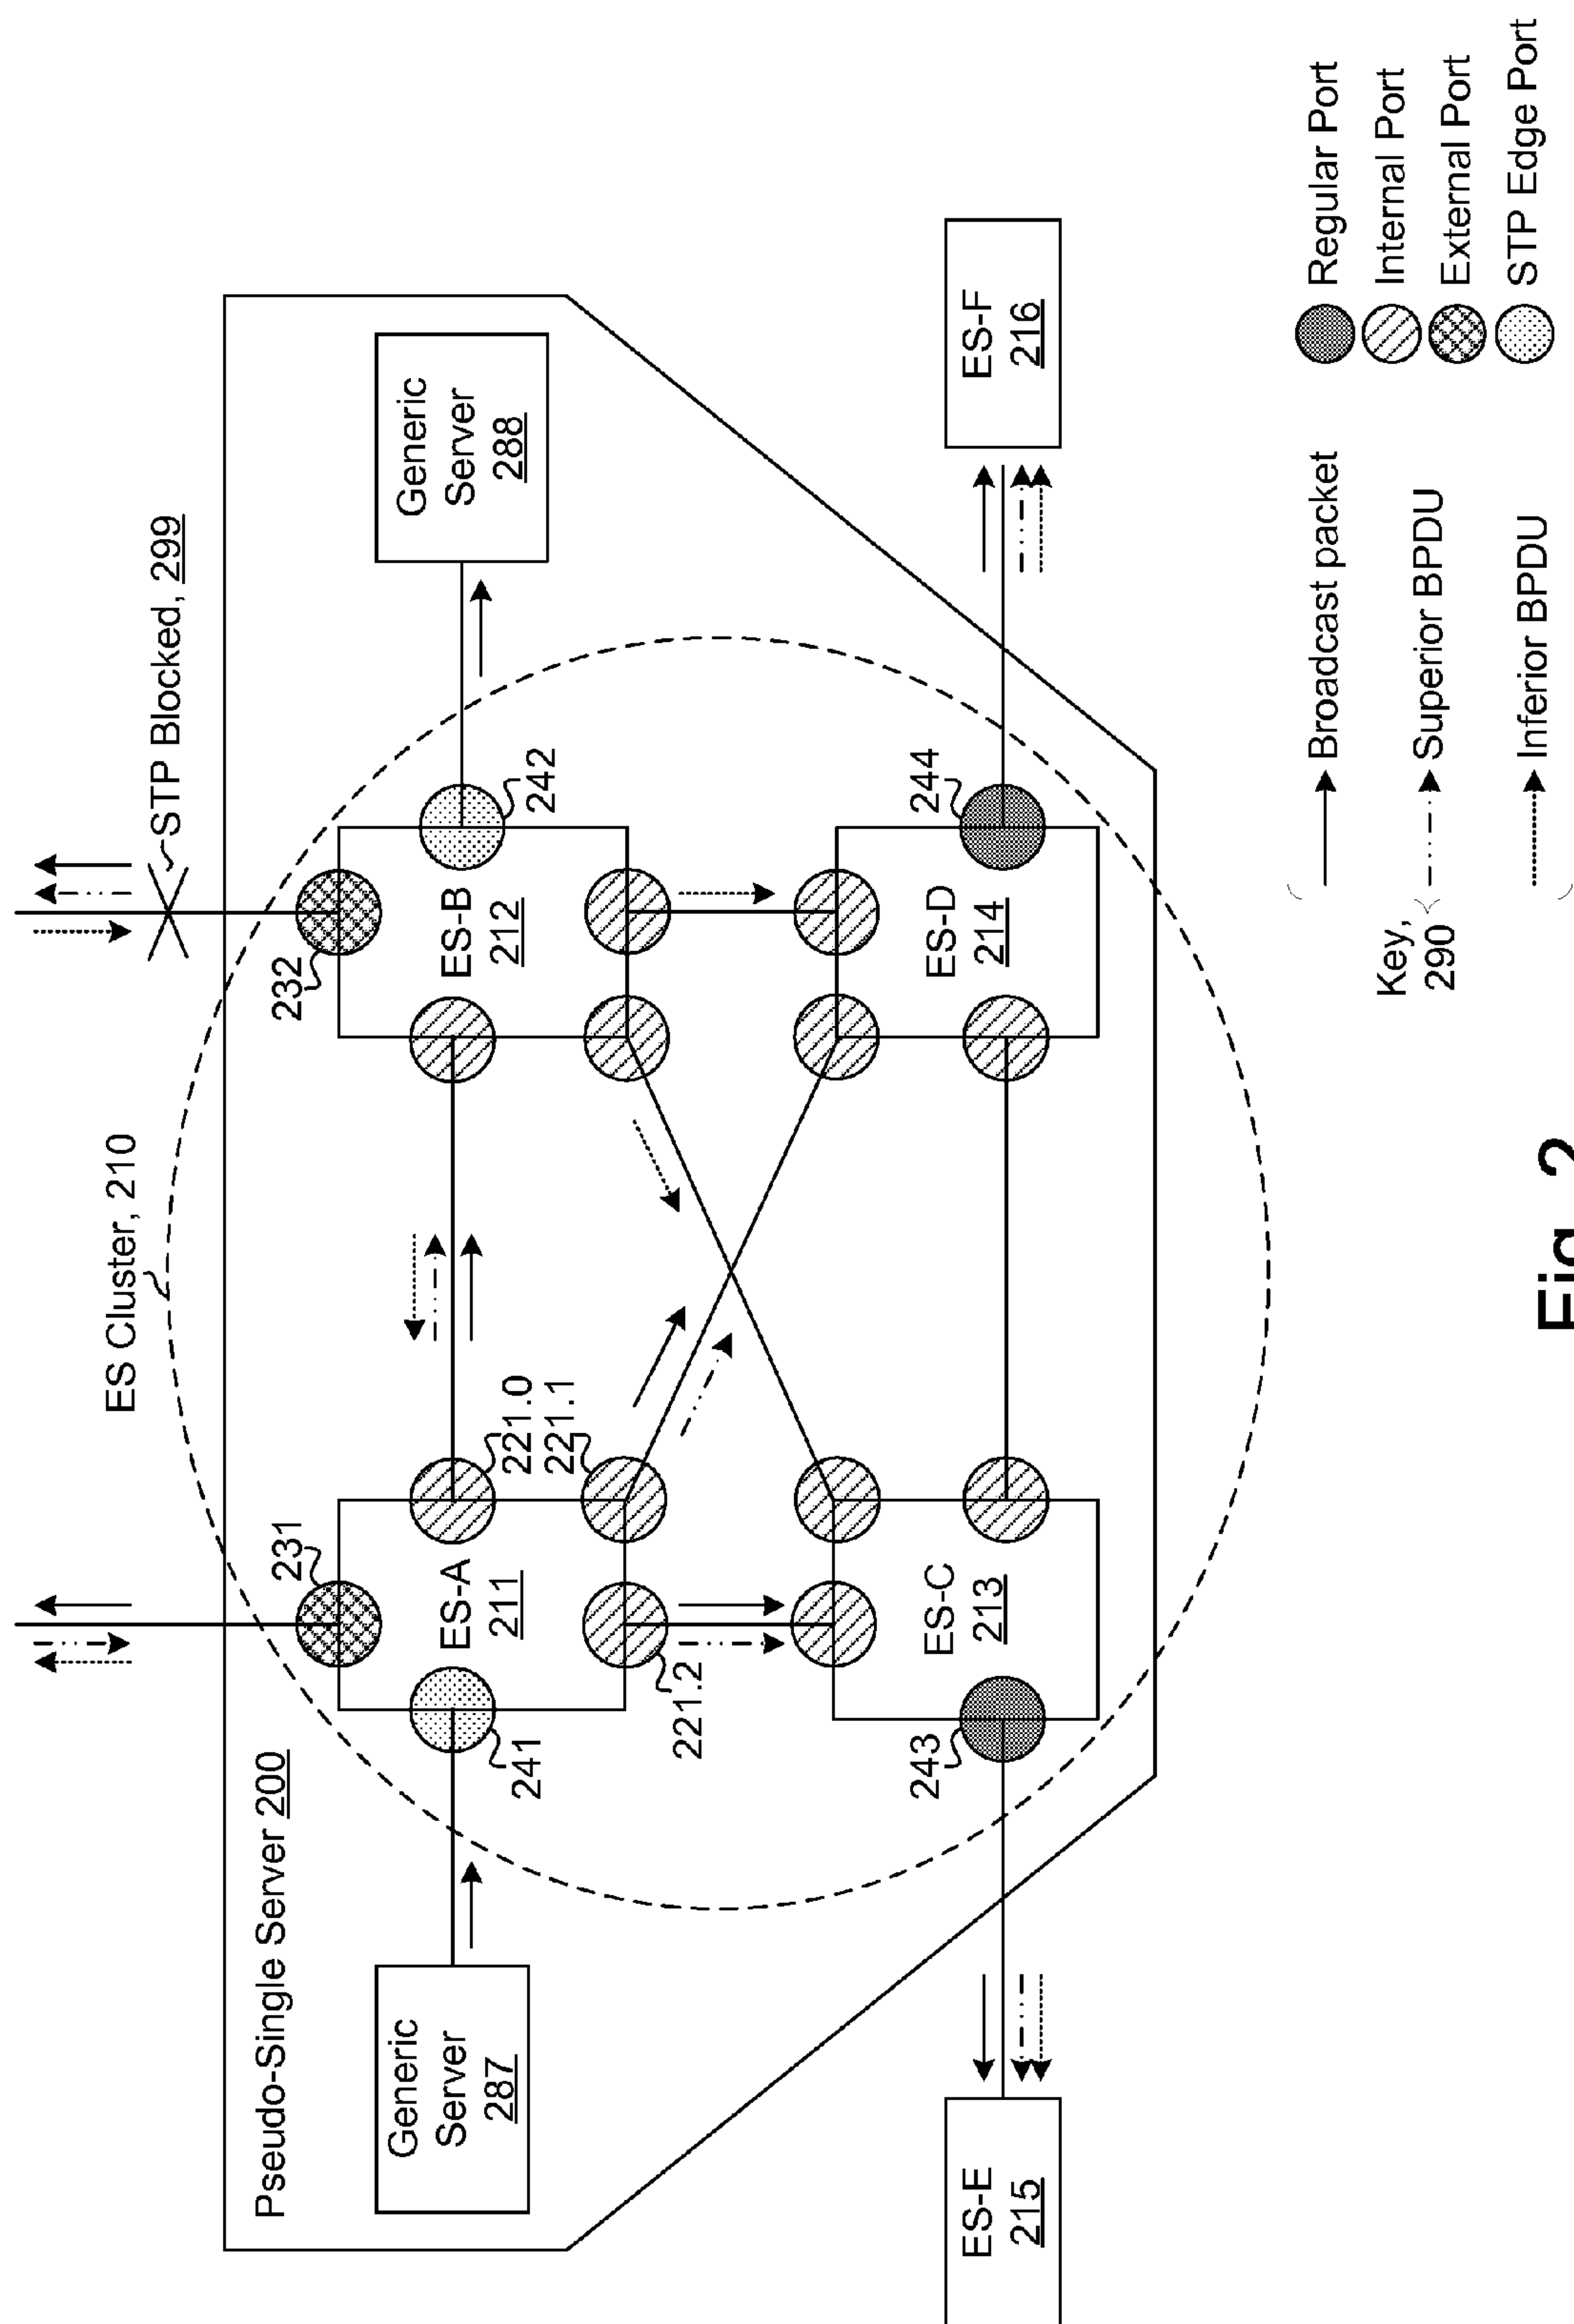 Pseudo-Single Server 200
ES Cluster, 210
STP Blocked, 299
Generic
Server
287
Generic
Server
288
231
232
241
242
ES-A
211
ES-B
212
221.0
221.1
221.2
ES-C
213
ES-D
214
243
244
ES-E
215
ES-F
216
Key,
290
Broadcast packet
Superior BPDU
Inferior BPDU
Regular Port
Internal Port
External Port
STP Edge Port
Fig. 2